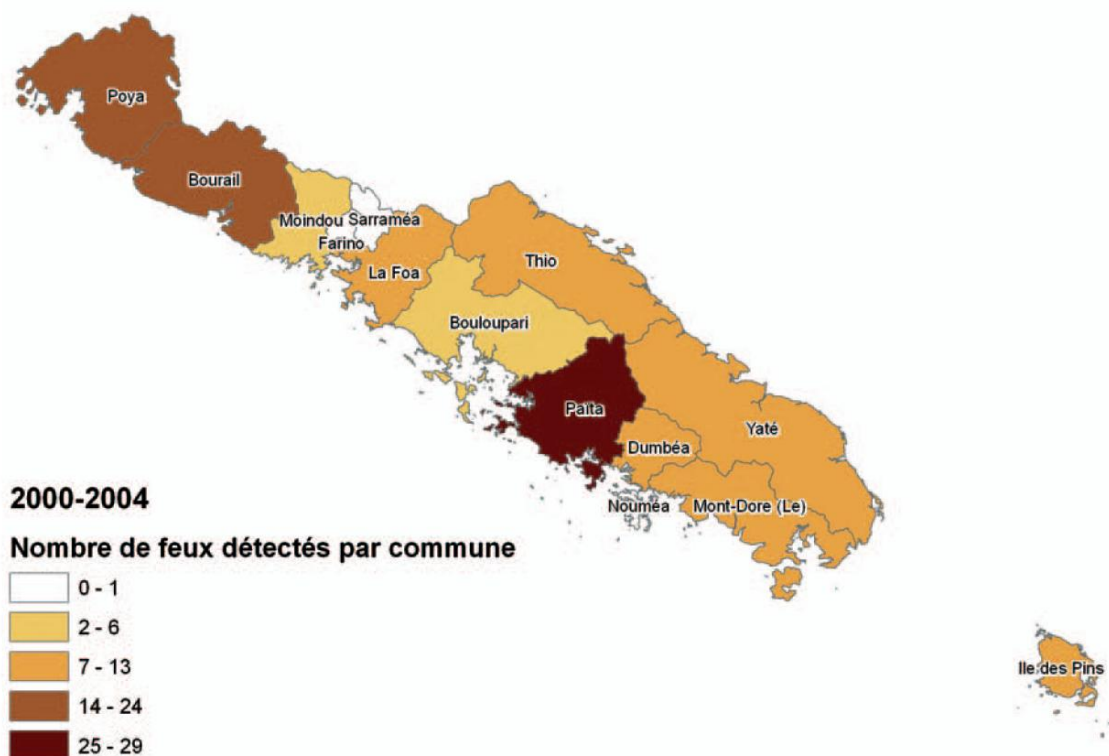 Poya
Bourail
Moindou Sarraméa
Farino
La Foa
Thio
Bouloupari
Païta
Dumbéa
Yaté
Nouméa
Mont-Dore (Le)
Ile des Pins
2000-2004
Nombre de feux détectés par commune
0 - 1
2 - 6
7 - 13
14 - 24
25 - 29